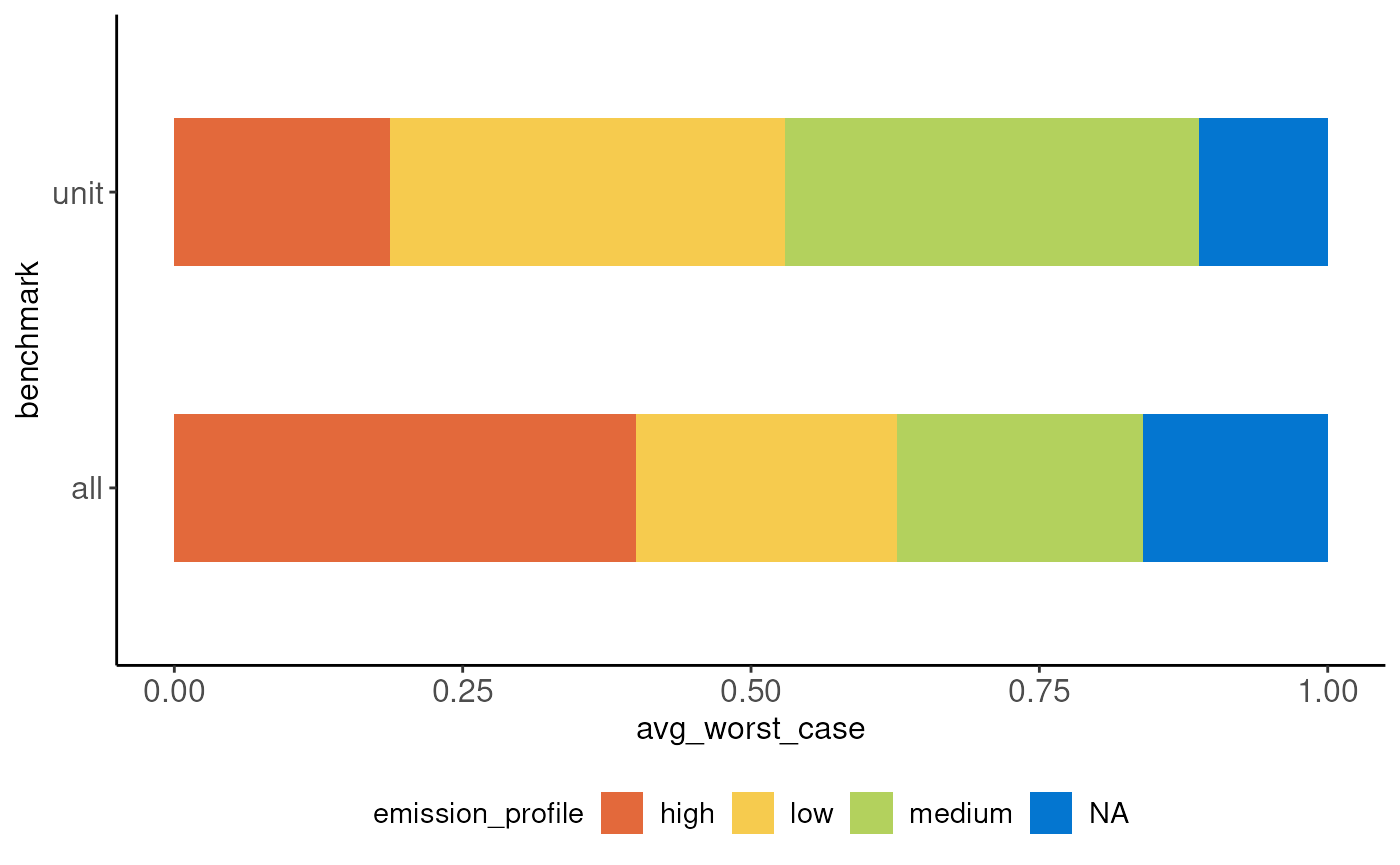 benchmark
unit
all
0.00 0.25 0.50 0.75 1.00
avg_worst_case
emission_profile high low medium NA